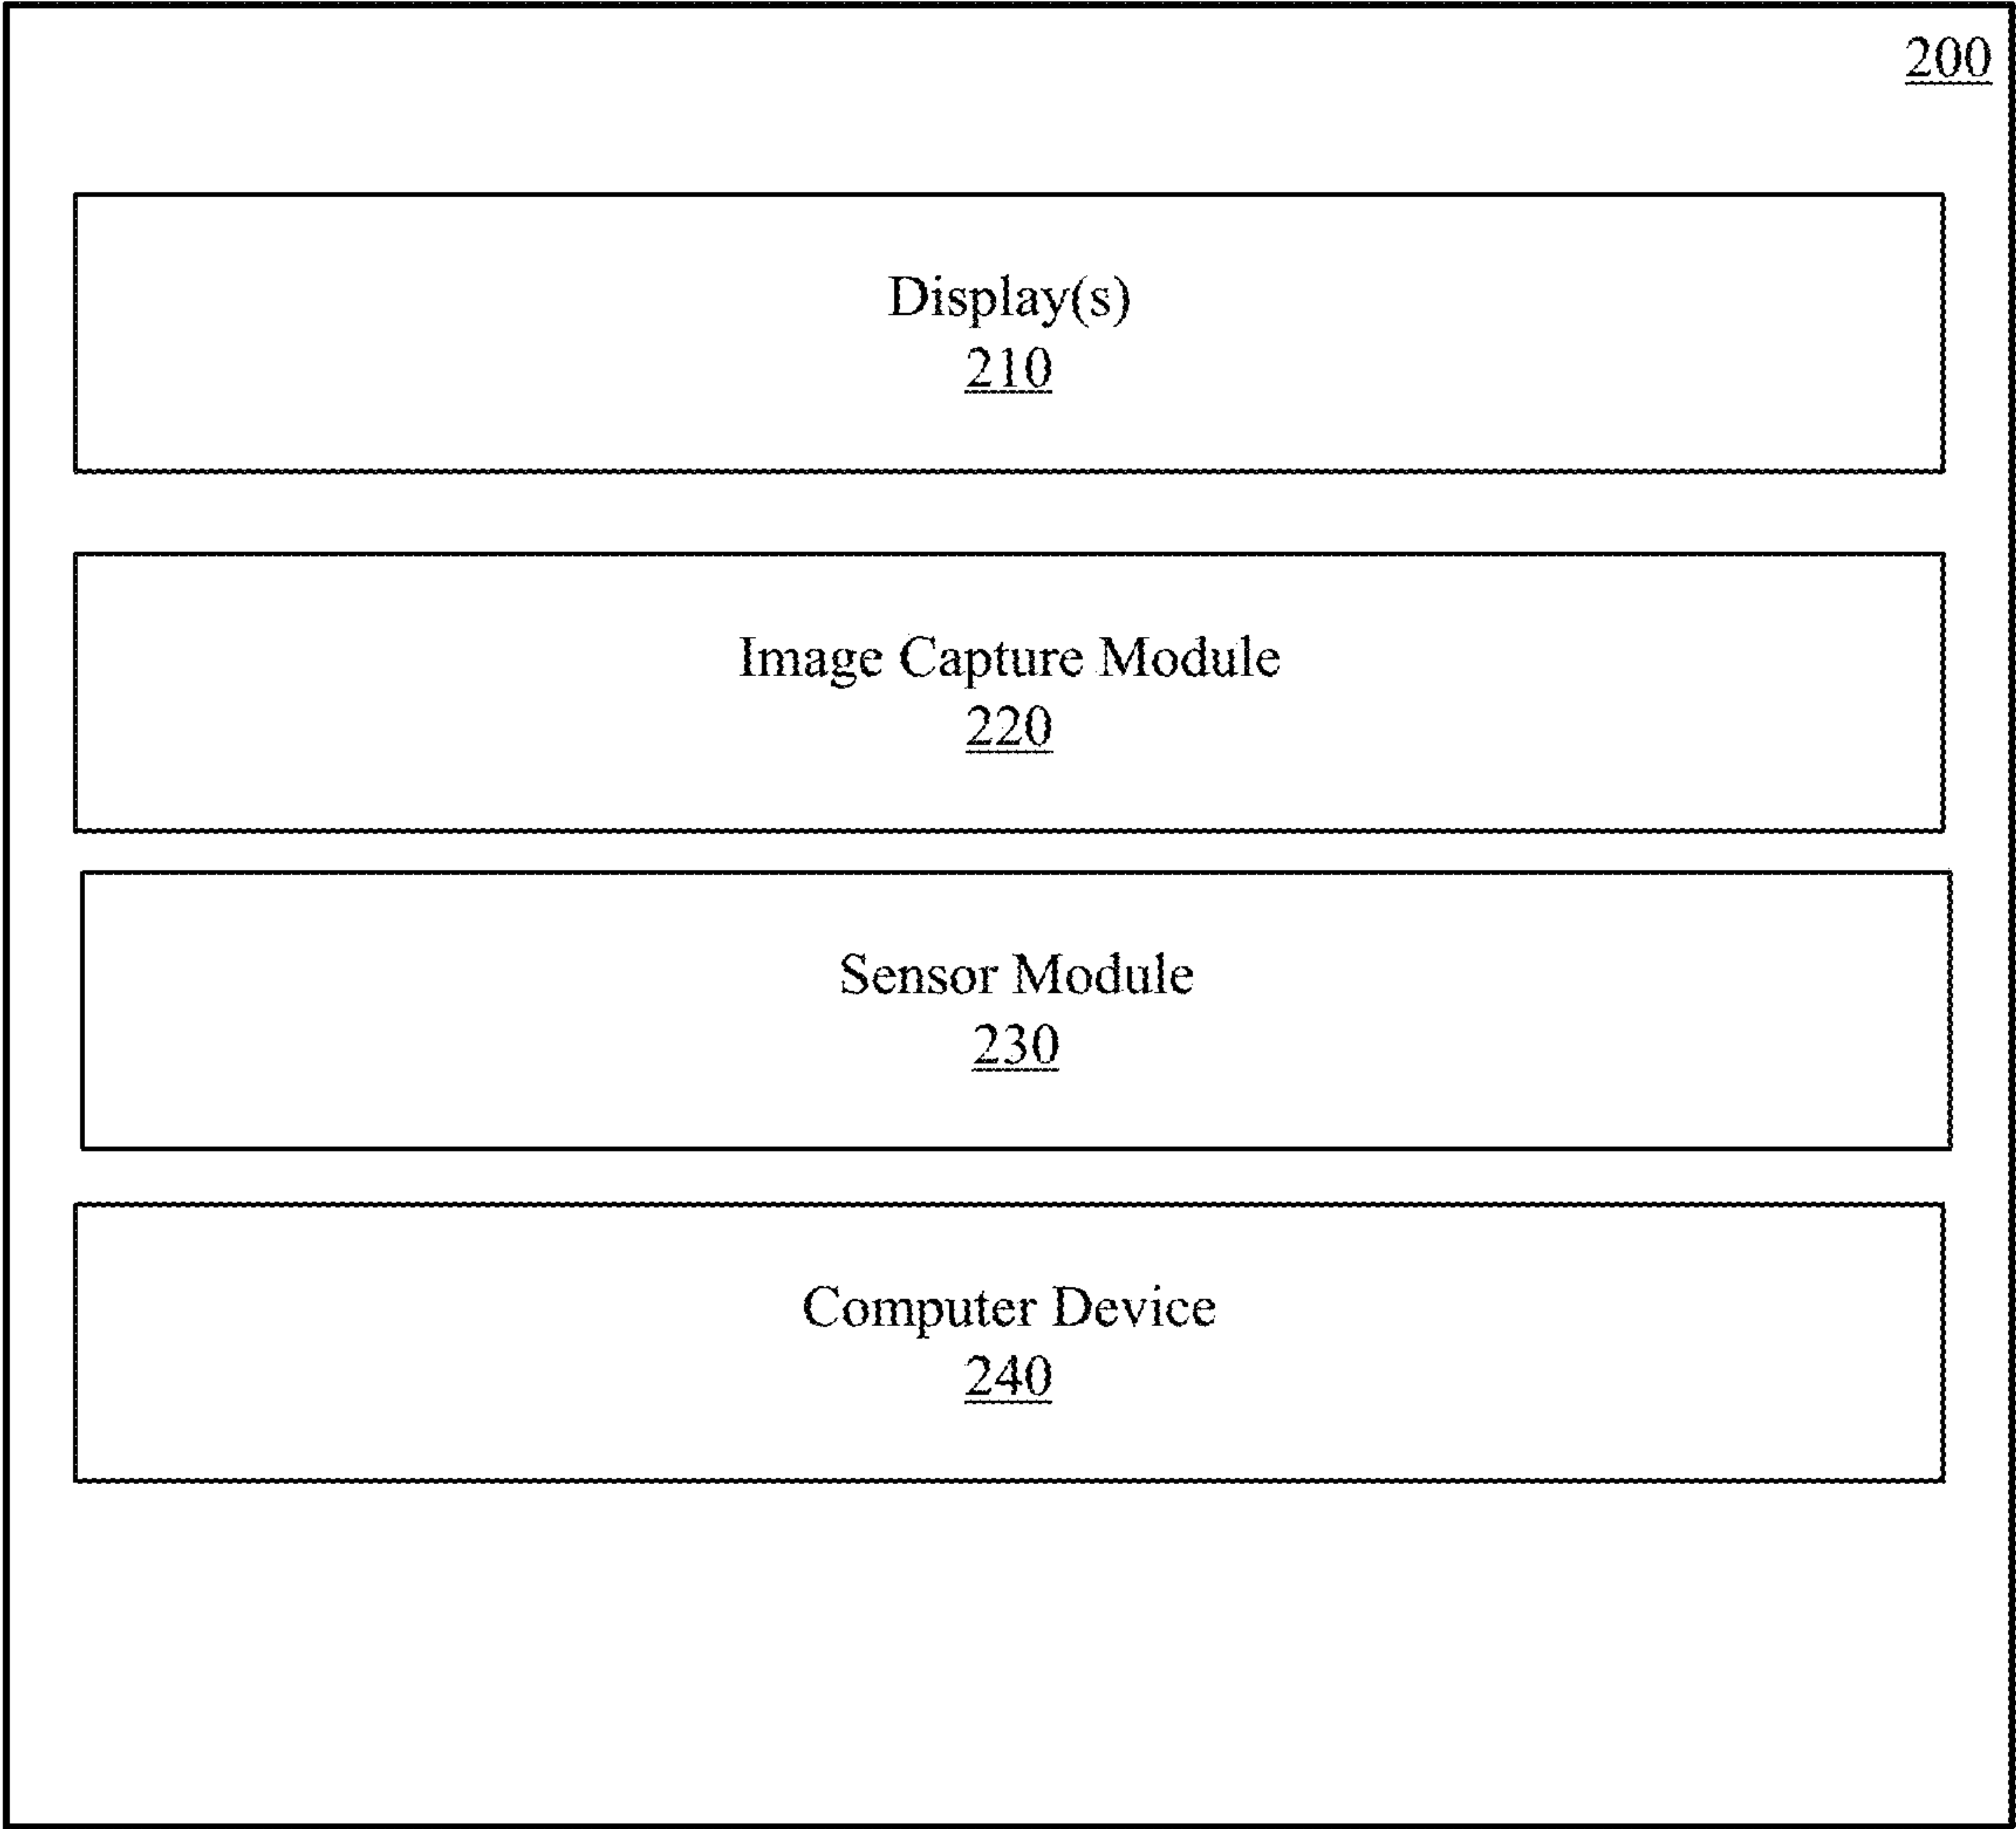 200
Display(s)
210
Image Capture Module
220
Sensor Module
230
Computer Device
240